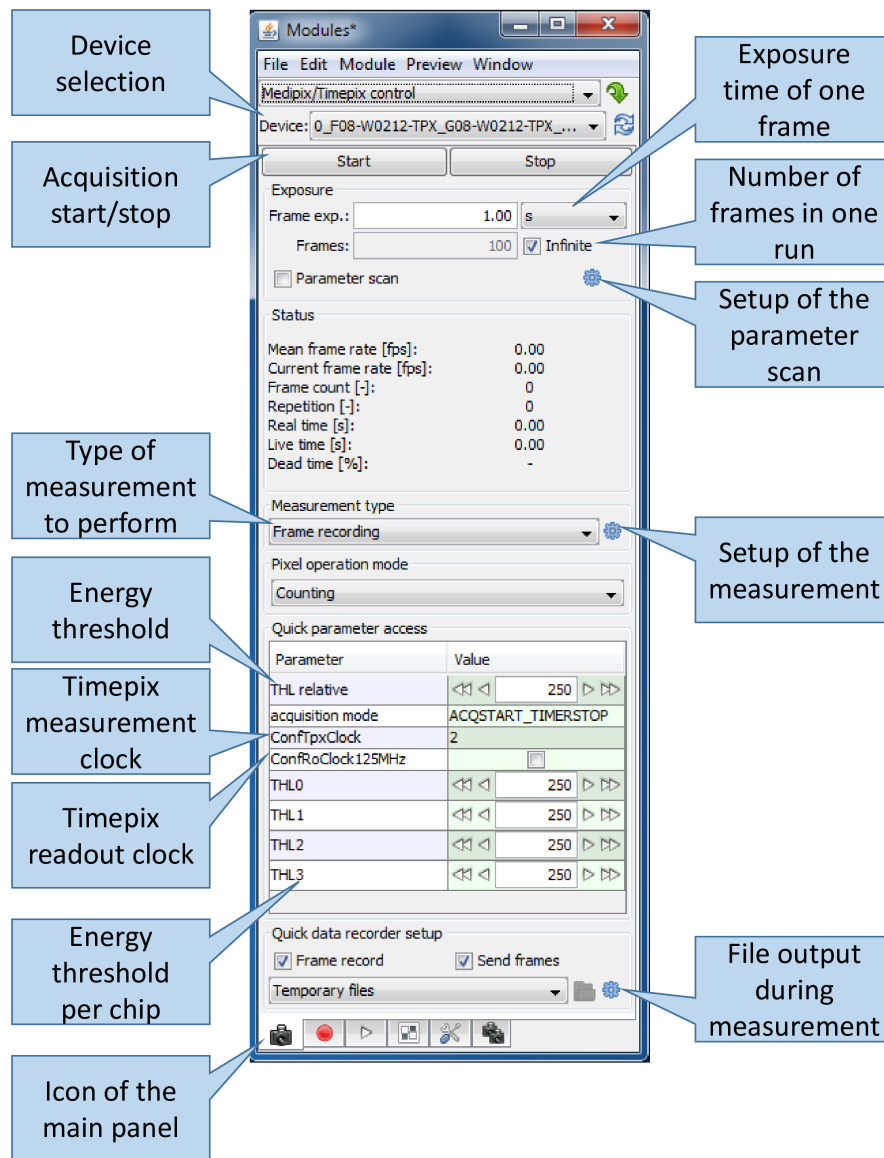 Device
selection
Acquisition
start/stop
Type of
measurement
to perform
Energy
threshold
Timepix
measurement
clock
Timepix
readout clock
Energy
threshold
per chip
Icon of the
main panel
Modules*
File Edit Module Preview Window
Medipix/Timepix control
Device: 0_F08-W0212-TPX_G08-W0212-TPX_...
Start Stop
Exposure
Frame exp.: 1.00 s
Frames: 100 Infinite
Parameter scan
Status
Mean frame rate [fps]: 0.00
Current frame rate [fps]: 0.00
Frame count [-]: 0
Repetition [-]: 0
Real time [s]: 0.00
Live time [s]: 0.00
Dead time [%]: -
Measurement type
Frame recording
Pixel operation mode
Counting
Quick parameter access
Parameter Value
THL relative 250
acquisition mode ACQSTART_TIMERSTOP
ConfTpxClock 2
ConfRoClock125MHz
THL0 250
THL1 250
THL2 250
THL3 250
Quick data recorder setup
Frame record Send frames
Temporary files
Exposure
time of one
frame
Number of
frames in one
run
Setup of the
parameter
scan
Setup of the
measurement
File output
during
measurement